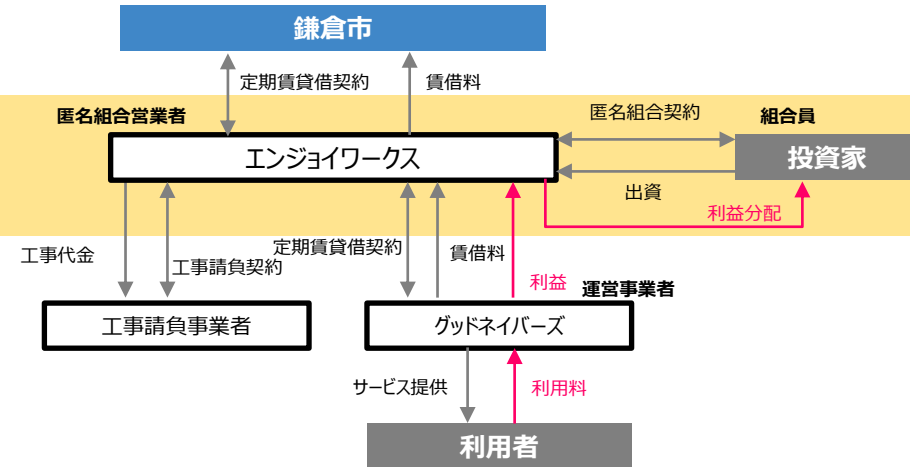 鎌倉市
定期賃貸借契約
賃借料
匿名組合営業者
匿名組合契約
組合員
エンジョイワークス
投資家
出資
利益分配
工事代金
工事請負契約
定期賃貸借契約
賃借料
利益
運営事業者
工事請負事業者
グッドネイバーズ
サービス提供
利用料
利用者